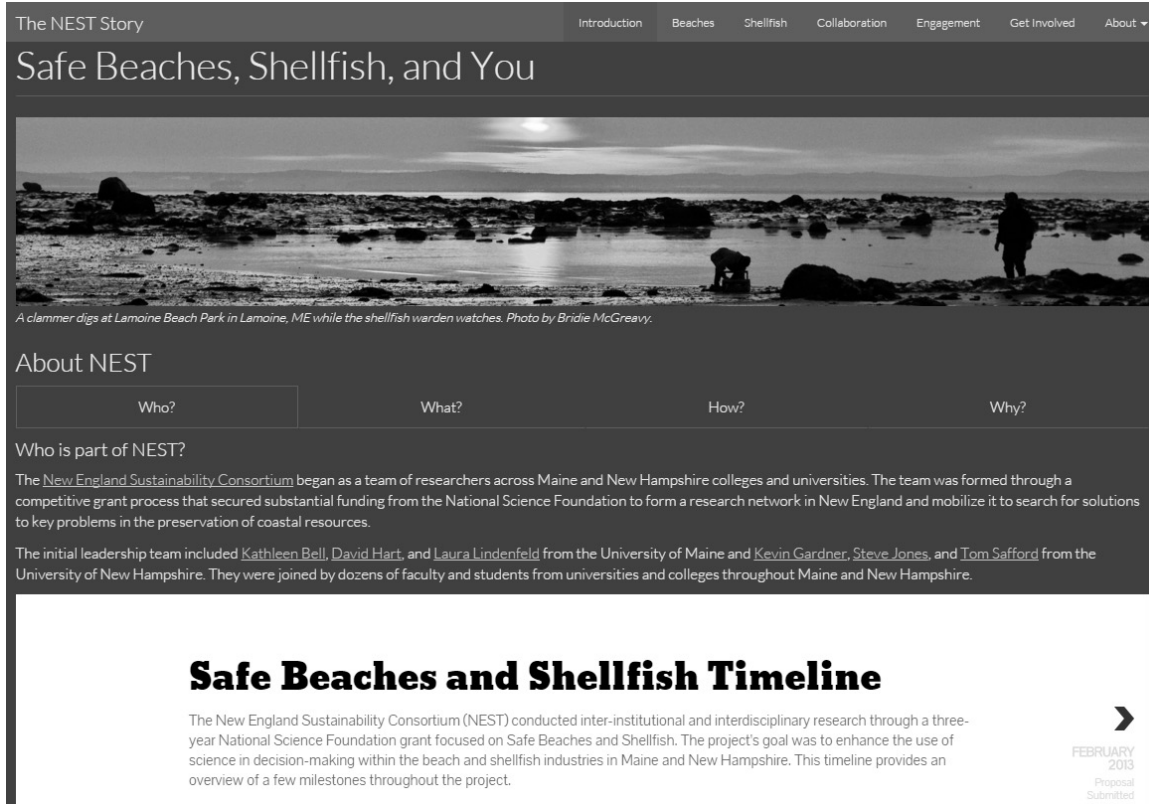 The NEST Story
Introduction Beaches Shellfish Collaboration Engagement Get Involved About
Safe Beaches, Shellfish, and You
A clammer digs at Lamoine Beach Park in Lamoine, ME while the shellfish warden watches. Photo by Bridie McGreavy.
About NEST
Who? What? How? Why?
Who is part of NEST?
The New England Sustainability Consortium began as a team of researchers across Maine and New Hampshire colleges and universities. The team was formed through a
competitive grant process that secured substantial funding from the National Science Foundation to form a research network in New England and mobilize it to search for solutions
to key problems in the preservation of coastal resources.
The initial leadership team included Kathleen Bell, David Hart, and Laura Lindenfeld from the University of Maine and Kevin Gardner, Steve Jones, and Tom Safford from the
University of New Hampshire. They were joined by dozens of faculty and students from universities and colleges throughout Maine and New Hampshire.
Safe Beaches and Shellfish Timeline
The New England Sustainability Consortium (NEST) conducted inter-institutional and interdisciplinary research through a three-
year National Science Foundation grant focused on Safe Beaches and Shellfish. The project's goal was to enhance the use of
science in decision-making within the beach and shellfish industries in Maine and New Hampshire. This timeline provides an
overview of a few milestones throughout the project.
FEBRUARY
2013
Proposal
Submitted